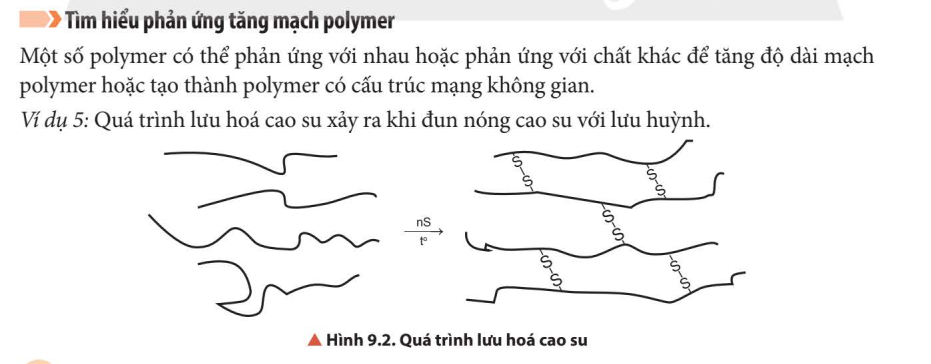 Tìm hiểu phản ứng tăng mạch polymer
Một số polymer có thể phản ứng với nhau hoặc phản ứng với chất khác để tăng độ dài mạch
polymer hoặc tạo thành polymer có cấu trúc mạng không gian.
Ví dụ 5: Quá trình lưu hoá cao su xảy ra khi đun nóng cao su với lưu huỳnh.
S-S
S-S
nS
tº
S-S
S-S
S-S
▲ Hình 9.2. Quá trình lưu hoá cao su